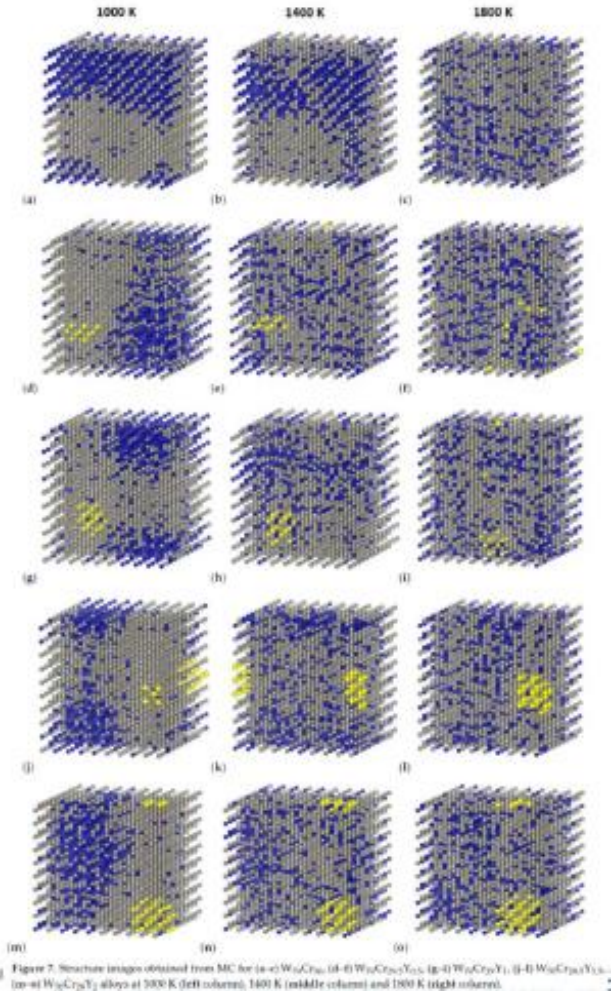 1000 K 1400 K 1800 K
(a) (b) (c)
(d) (e) (f)
(g) (h) (i)
(j) (k) (l)
(m) (n) (o)
Figure 7. Structure images obtained from MC for (a–c) (d–f) (g–i) (j–l)
(m–o) alloys at 1000 K (left column), 1400 K (middle column) and 1800 K (right column).